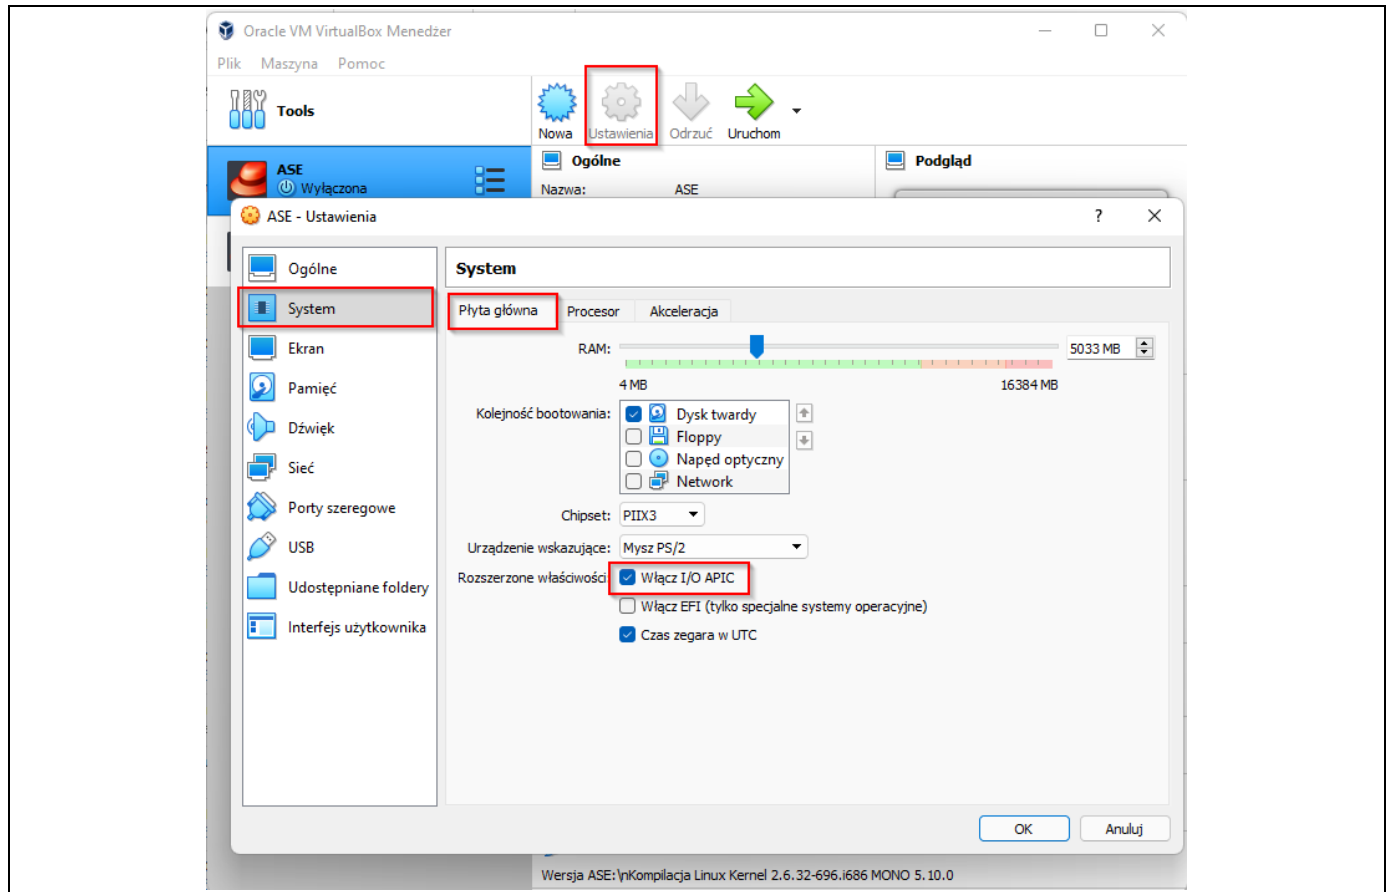 Oracle VM VirtualBox Menedżer
Plik Maszyna Pomoc
Tools
Nowa Ustawienia Odrzuć Uruchom
ASE
Wyłączona
Ogólne
Podgląd
Nazwa: ASE
ASE - Ustawienia ?
Ogólne
System
Ekran
Pamięć
Dźwięk
Sieć
Porty szeregowe
USB
Udostępniane foldery
Interfejs użytkownika
System
Płyta główna Procesor Akceleracja
RAM: 5033 MB
4 MB 16384 MB
Kolejność bootowania: Dysk twardy
Floppy
Napęd optyczny
Network
Chipset: PIIX3
Urządzenie wskazujące: Mysz PS/2
Rozszerzone właściwości Włącz I/O APIC
Włącz EFI (tylko specjalne systemy operacyjne)
Czas zegara w UTC
OK Anuluj
Wersja ASE:\nKompilacja Linux Kernel 2.6.32-696.i686 MONO 5.10.0